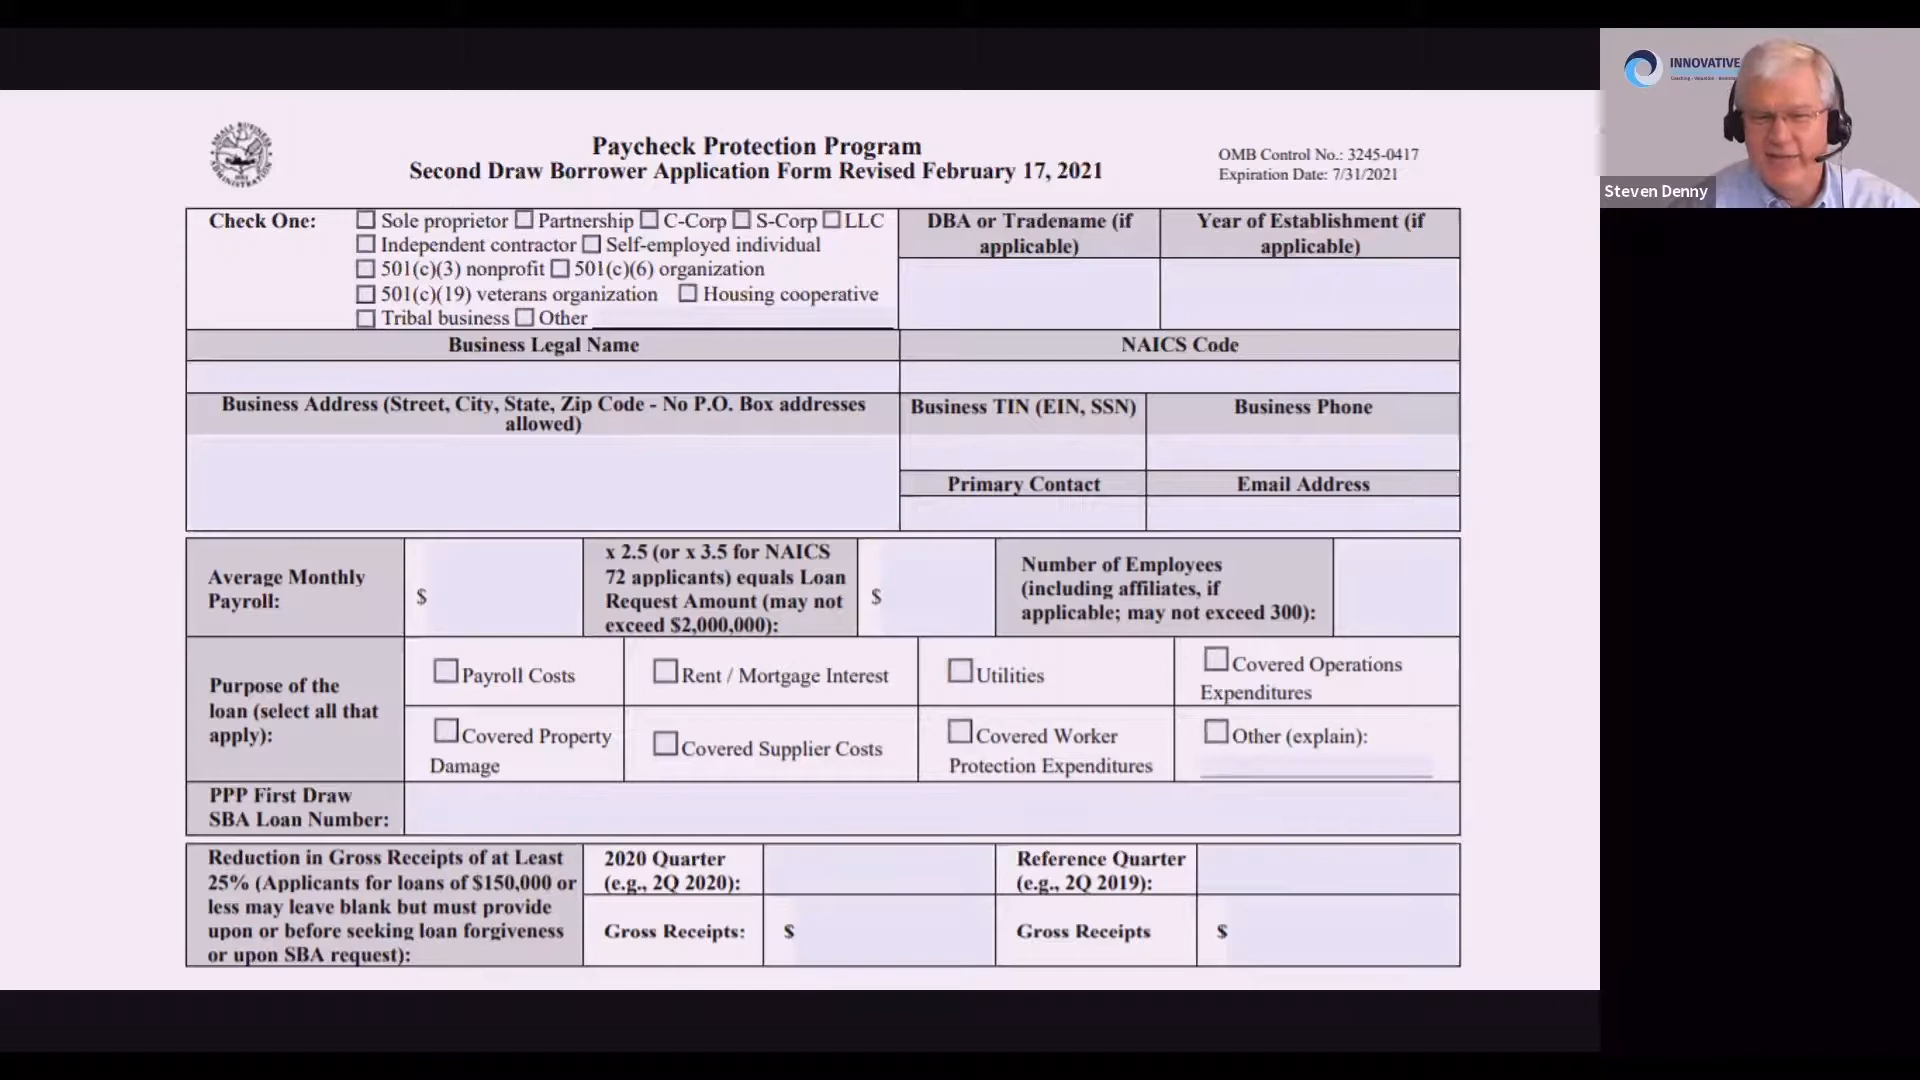 INNOVATIVE
Steven Denny
Paycheck Protection Program
Second Draw Borrower Application Form Revised February 17, 2021
OMB Control No.: 3245-0417
Expiration Date: 7/31/2021
Check One:
Sole proprietor Partnership C-Corp S-Corp LLC
Independent contractor Self-employed individual
501(c)(3) nonprofit 501(c)(6) organization
501(c)(19) veterans organization Housing cooperative
Tribal business Other
DBA or Tradename (if
applicable)
Year of Establishment (if
applicable)
Business Legal Name
NAICS Code
Business Address (Street, City, State, Zip Code - No P.O. Box addresses
allowed)
Business TIN (EIN, SSN)
Business Phone
Primary Contact
Email Address
Average Monthly
Payroll:
$
x 2.5 (or x 3.5 for NAICS
72 applicants) equals Loan
Request Amount (may not
exceed $2,000,000):
$
Number of Employees
(including affiliates, if
applicable; may not exceed 300):
Purpose of the
loan (select all that
apply):
Payroll Costs
Rent / Mortgage Interest
Utilities
Covered Operations
Expenditures
Covered Property
Damage
Covered Supplier Costs
Covered Worker
Protection Expenditures
Other (explain):
PPP First Draw
SBA Loan Number:
Reduction in Gross Receipts of at Least
25% (Applicants for loans of $150,000 or
less may leave blank but must provide
upon or before seeking loan forgiveness
or upon SBA request):
2020 Quarter
(e.g., 2Q 2020):
Reference Quarter
(e.g., 2Q 2019):
Gross Receipts:
$
Gross Receipts
$